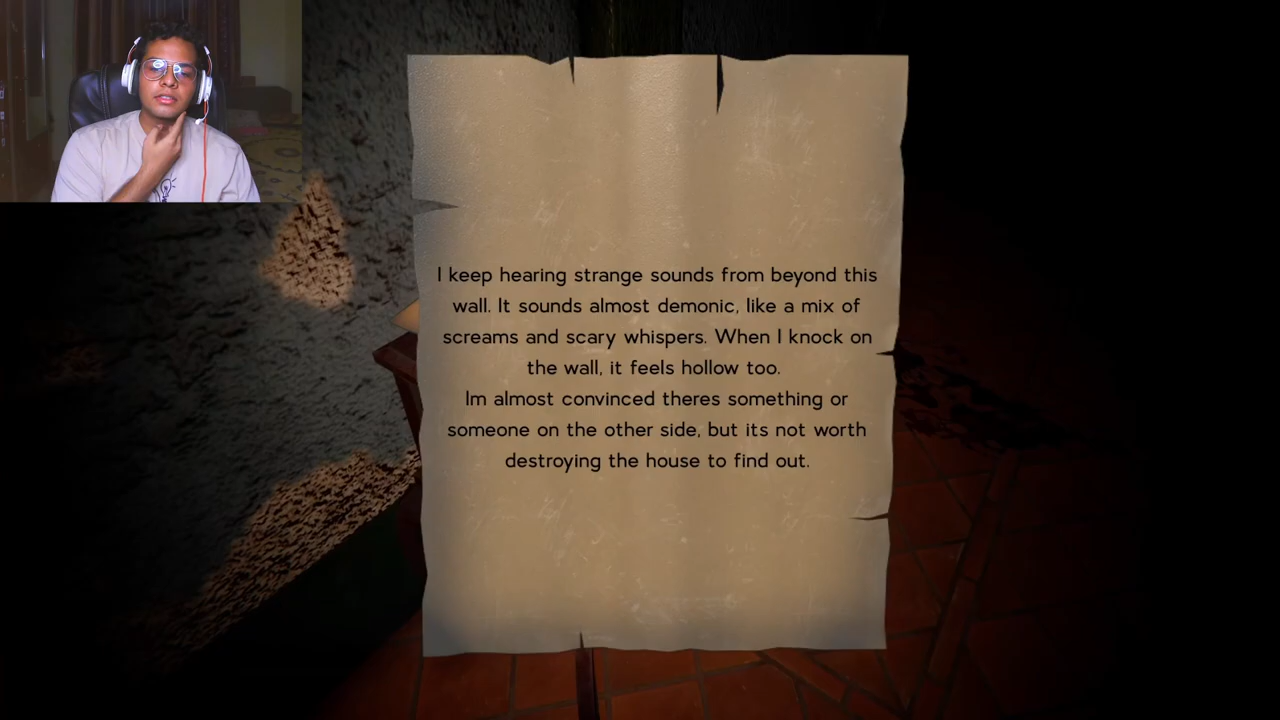 I keep hearing strange sounds from beyond this
wall. It sounds almost demonic, like a mix of
screams and scary whispers. When I knock on
the wall, it feels hollow too.
Im almost convinced theres something or
someone on the other side, but its not worth
destroying the house to find out.